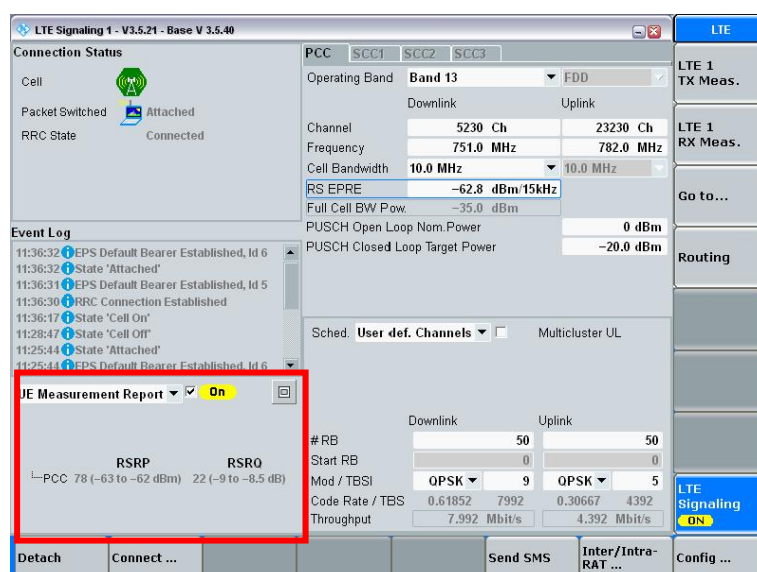 LTE Signaling 1 - V3.5.21 - Base V 3.5.40
LTE
Connection Status
Cell
Packet Switched Attached
RRC State Connected
Event Log
11:36:32 EPS Default Bearer Established, Id 6
11:36:32 State 'Attached'
11:36:31 EPS Default Bearer Established, Id 5
11:36:30 RRC Connection Established
11:36:17 State 'Cell On'
11:28:47 State 'Cell Off'
11:25:44 State 'Attached'
11:25:44 EPS Default Bearer Established, Id 6
UE Measurement Report On
RSRP RSRQ
PCC 78 (-63 to -62 dBm) 22 (-9 to -8.5 dB)
PCC SCC1 SCC2 SCC3
Operating Band Band 13 FDD
Downlink Uplink
Channel 5230 Ch 23230 Ch
Frequency 751.0 MHz 782.0 MHz
Cell Bandwidth 10.0 MHz 10.0 MHz
RS EPRE -62.8 dBm/15kHz
Full Cell BW Pow. -35.0 dBm
PUSCH Open Loop Nom.Power 0 dBm
PUSCH Closed Loop Target Power -20.0 dBm
Sched. User def. Channels Multicluster UL
Downlink Uplink
# RB 50 50
Start RB 0 0
Mod / TBSI QPSK 9 QPSK 5
Code Rate / TBS 0.61852 7992 0.30667 4392
Throughput 7.992 Mbit/s 4.392 Mbit/s
LTE 1
TX Meas.
LTE 1
RX Meas.
Go to...
Routing
LTE
Signaling
ON
Detach Connect ... Send SMS Inter/Intra-
RAT ... Config ...